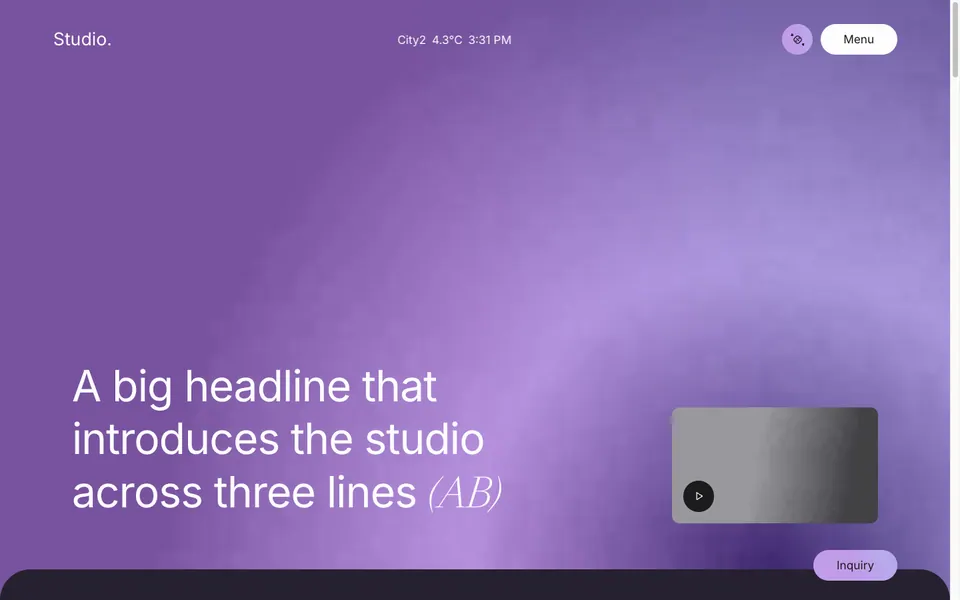 Studio.
City2 4.3°C 3:31 PM
Menu
A big headline that
introduces the studio
across three lines (AB)
Inquiry